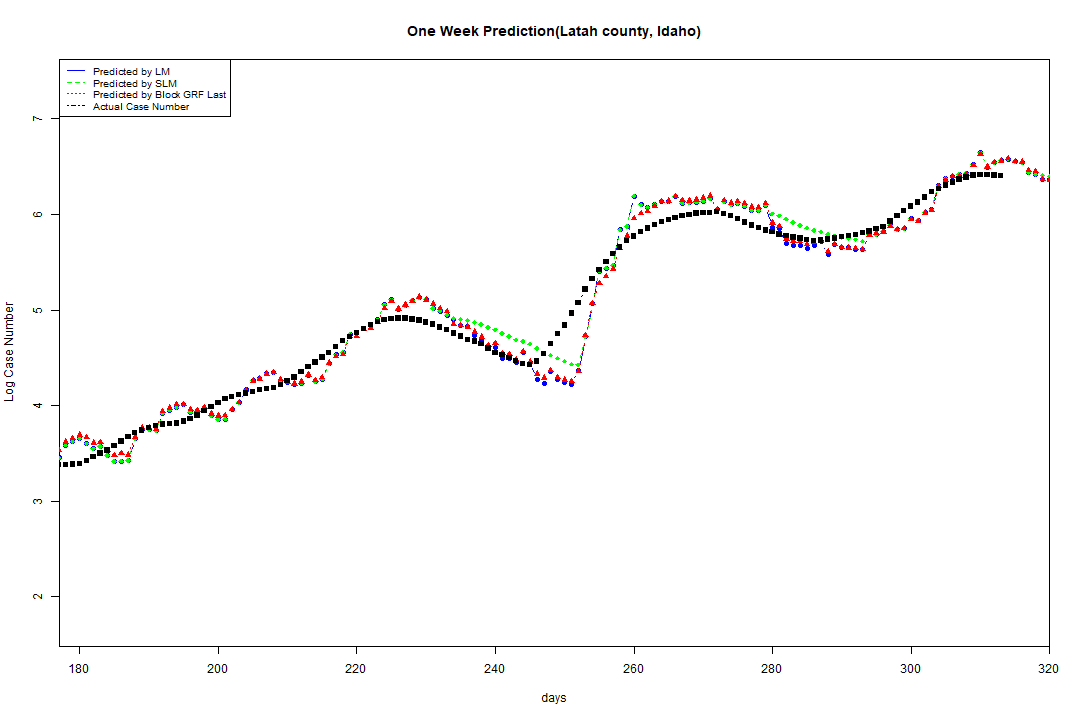 One Week Prediction(Latah county, Idaho)
Predicted by LM
Predicted by SLM
Predicted by Block GRF Last
Actual Case Number
7
6
5
4
3
2
Log Case Number
180 200 220 240 260 280 300 320
days